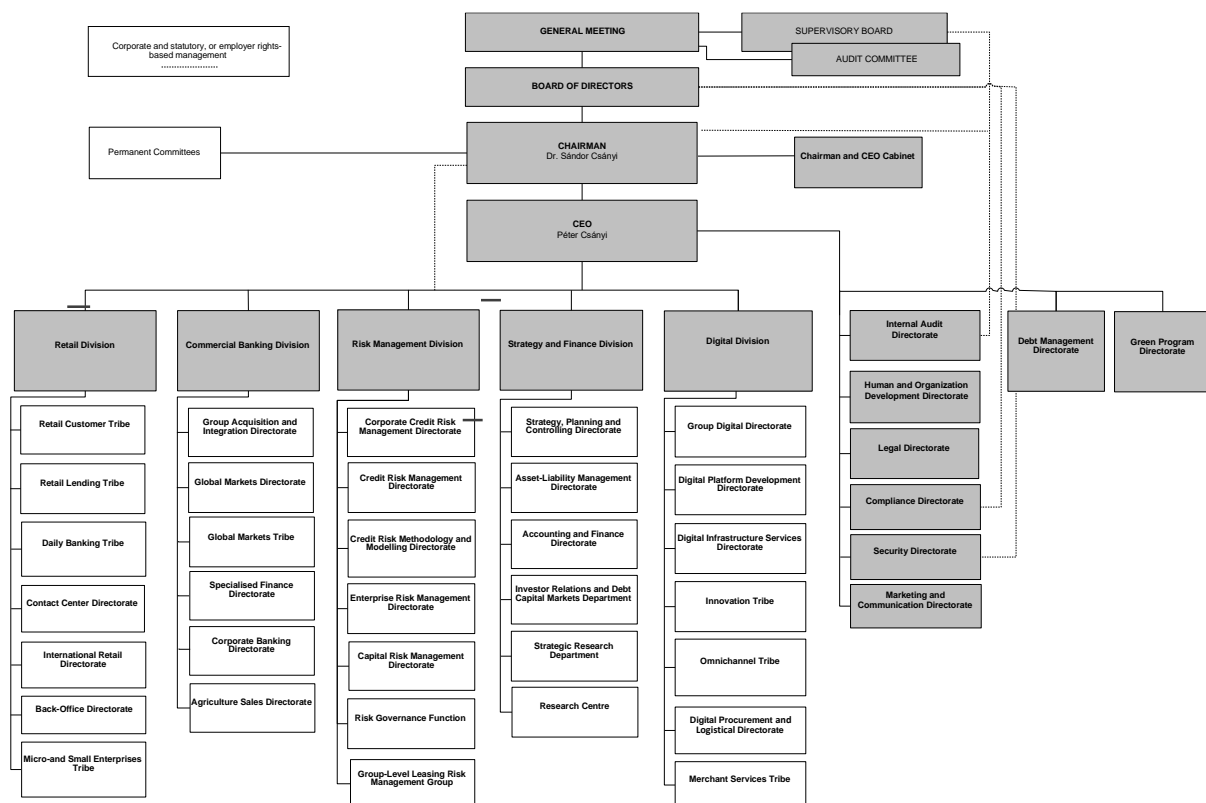 Corporate and statutory, or employer rights-
based management
.....................
GENERAL MEETING
SUPERVISORY BOARD
AUDIT COMMITTEE
BOARD OF DIRECTORS
Permanent Committees
CHAIRMAN
Dr. Sándor Csányi
Chairman and CEO Cabinet
CEO
Péter Csányi
Retail Division
Retail Customer Tribe
Retail Lending Tribe
Daily Banking Tribe
Contact Center Directorate
International Retail
Directorate
Back-Office Directorate
Micro-and Small Enterprises
Tribe
Commercial Banking Division
Group Acquisition and
Integration Directorate
Global Markets Directorate
Global Markets Tribe
Specialised Finance
Directorate
Corporate Banking
Directorate
Agriculture Sales Directorate
Risk Management Division
Corporate Credit Risk
Management Directorate
Credit Risk Management
Directorate
Credit Risk Methodology and
Modelling Directorate
Enterprise Risk Management
Directorate
Capital Risk Management
Directorate
Risk Governance Function
Group-Level Leasing Risk
Management Group
Strategy and Finance Division
Strategy, Planning and
Controlling Directorate
Asset-Liability Management
Directorate
Accounting and Finance
Directorate
Investor Relations and Debt
Capital Markets Department
Strategic Research
Department
Research Centre
Digital Division
Group Digital Directorate
Digital Platform Development
Directorate
Digital Infrastructure Services
Directorate
Innovation Tribe
Omnichannel Tribe
Digital Procurement and
Logistical Directorate
Merchant Services Tribe
Internal Audit
Directorate
Human and Organization
Development Directorate
Legal Directorate
Compliance Directorate
Security Directorate
Marketing and
Communication Directorate
Debt Management
Directorate
Green Program
Directorate